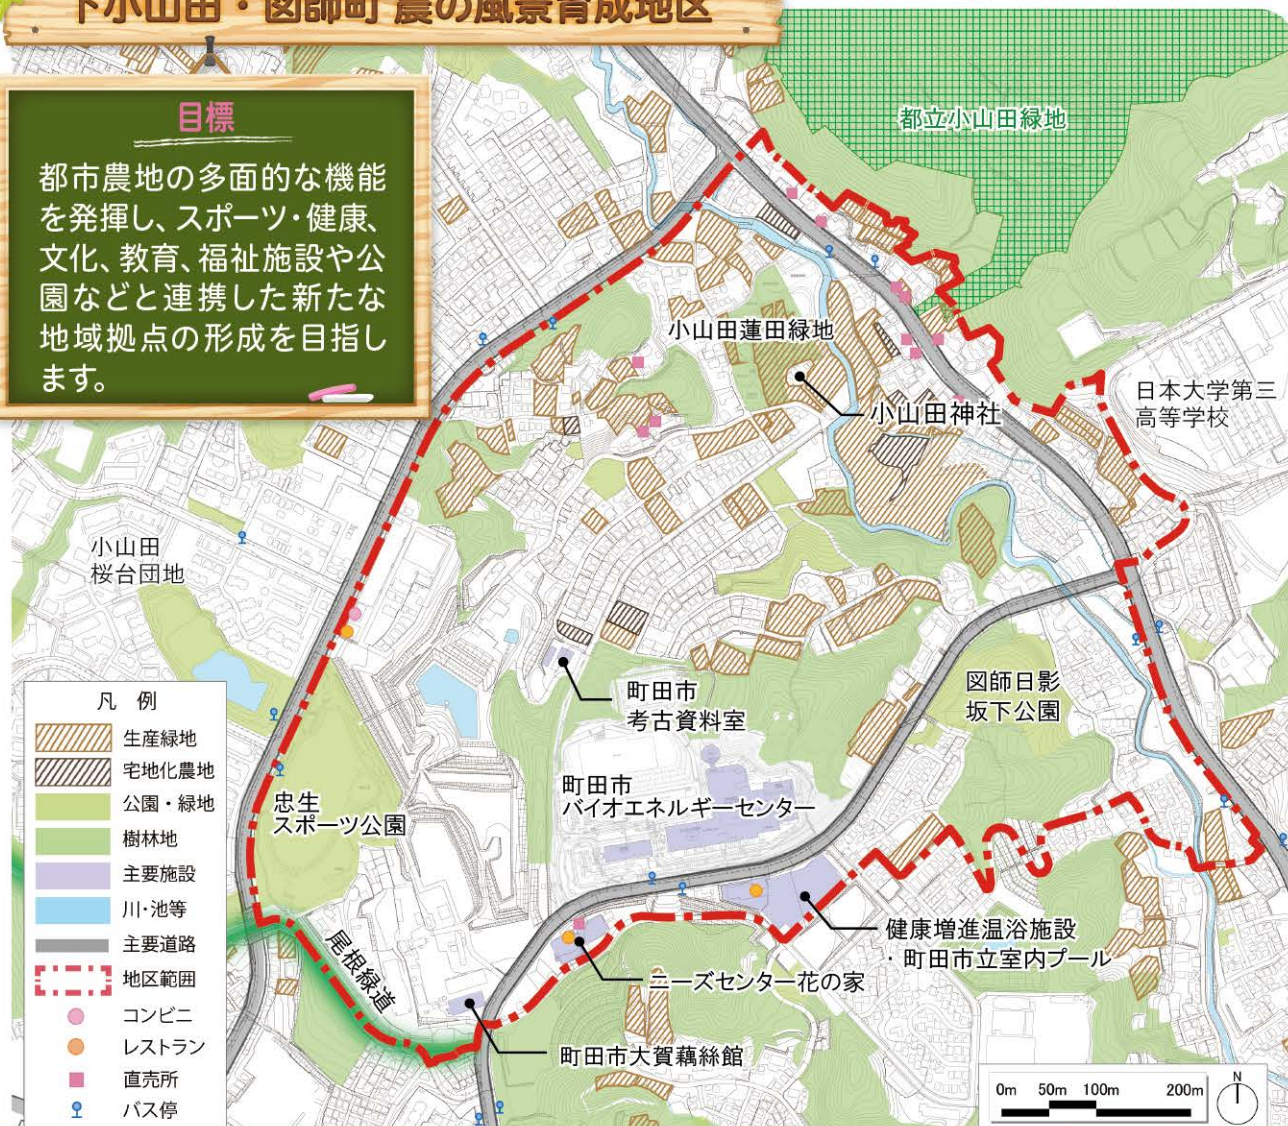 下小山田・図師町 農の風景育成地区
目標
都市農地の多面的な機能
を発揮し、スポーツ・健康、
文化、教育、福祉施設や公
園などと連携した新たな
地域拠点の形成を目指し
ます。
都立小山田緑地
小山田蓮田緑地
小山田神社
日本大学第三
高等学校
小山田
桜台団地
町田市
考古資料室
図師日影
坂下公園
町田市
バイオエネルギーセンター
忠生
スポーツ公園
尾根緑道
健康増進温浴施設
・町田市立室内プール
ニーズセンター花の家
町田市大賀藕絲館
凡 例
生産緑地
宅地化農地
公園・緑地
樹林地
主要施設
川・池等
主要道路
地区範囲
コンビニ
レストラン
直売所
バス停
0m 50m 100m 200m
N